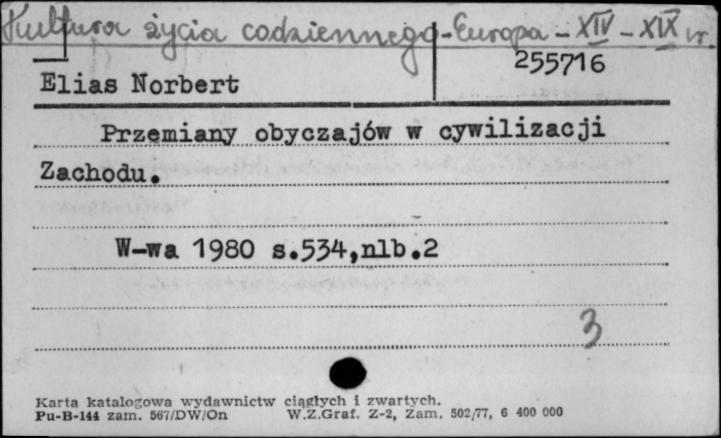 Kultura życia codziennego - Europa - XIV - XIX w.
255716
Elias Norbert
Przemiany obyczajów w cywilizacji
Zachodu.
W-wa 1980 s.534,nlb.2
3
Karta katalogowa wydawnictw ciągłych i zwartych.
Pu-B-144 zam. 567/DW/On W.Z.Graf. Z-2, Zam. 502/77, 6 400 000